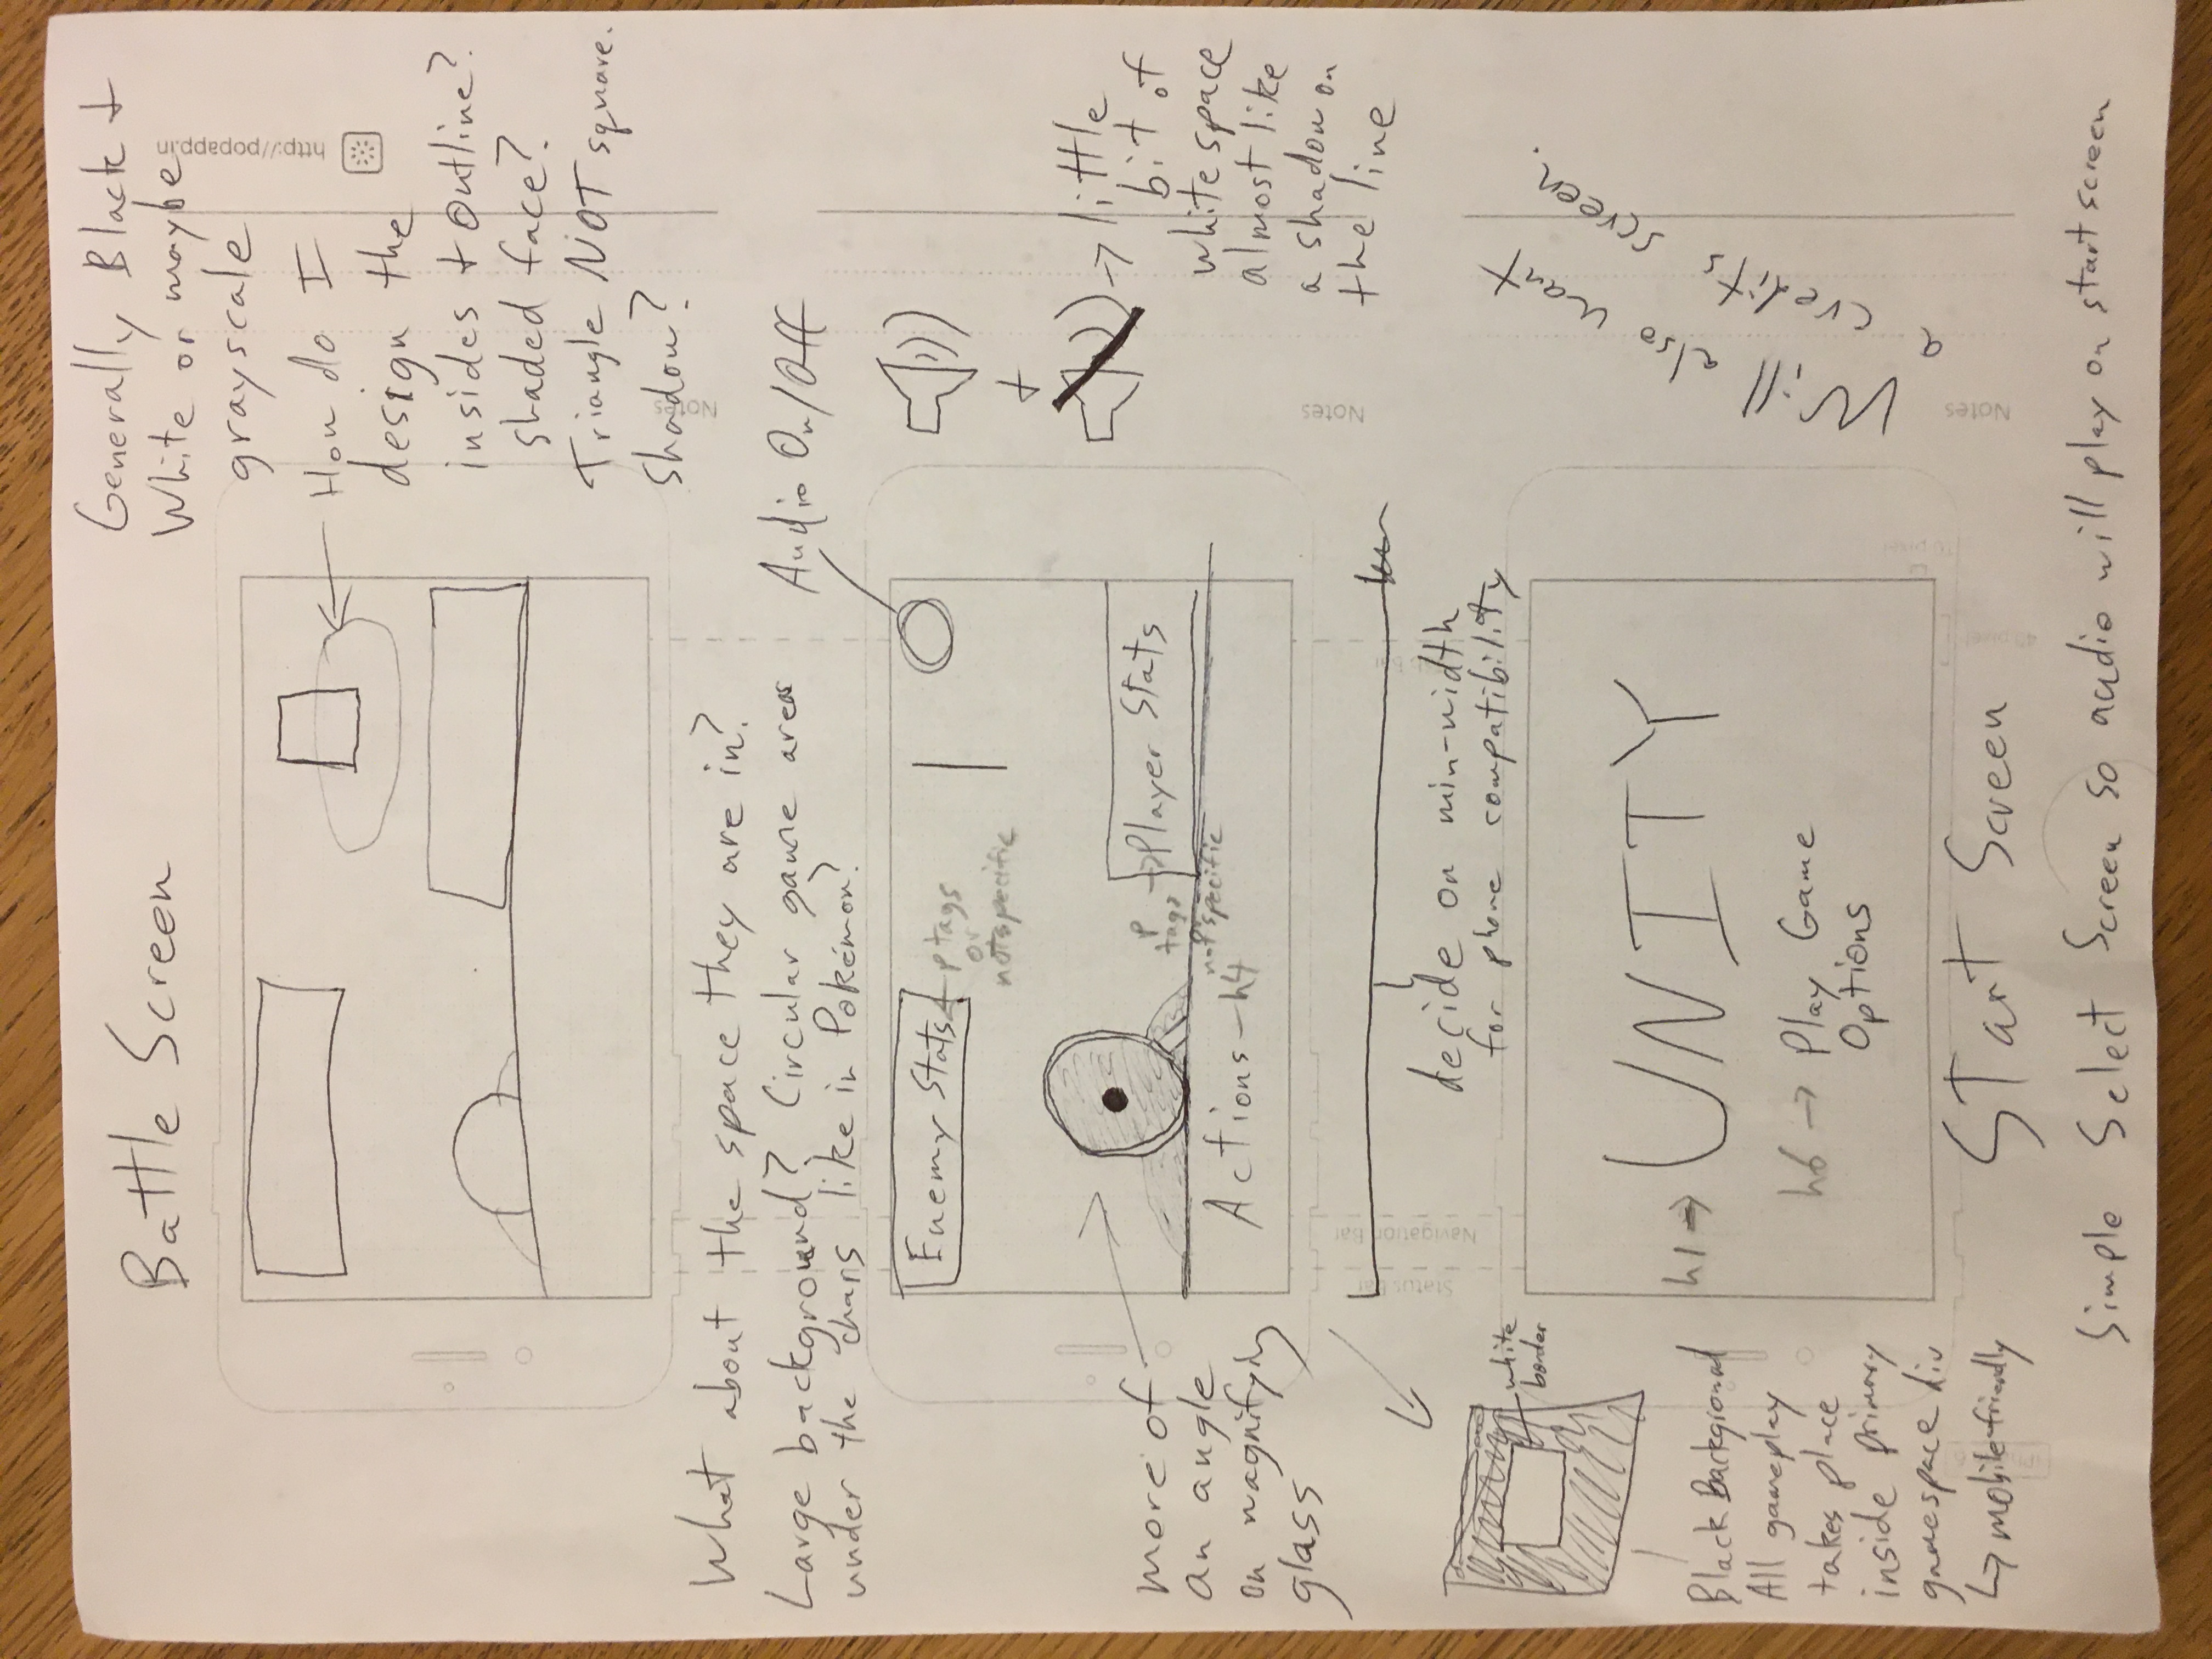 Battle Screen
Generally Black +
White or maybe
grayscale
How do I
design the
insides + Outline?
shaded face?
Triangle NOT square.
shadow?
http://popapp.in
Notes
What about the space they are in?
Large background? Circular game areas
under the chars like in Pokémon?
Audio On/Off
Enemy Stats
p tags
or
not specific
+
little
bit of
white space
almost like
a shadow on
the line
more of
an angle
on magnifying
glass
Player Stats
p
tags
or
not specific
Actions - h4
Notes
Status Bar
Navigation Bar
decide on min-width
for phone compatibility
white
border
Black Background
All gameplay
takes place
inside primary
gamespace div
↳ mobile-friendly
h1 → UNITY
h6 → Play Game
Options
Will also want
a credits screen.
Notes
Start Screen
Simple Select Screen so audio will play on start screen